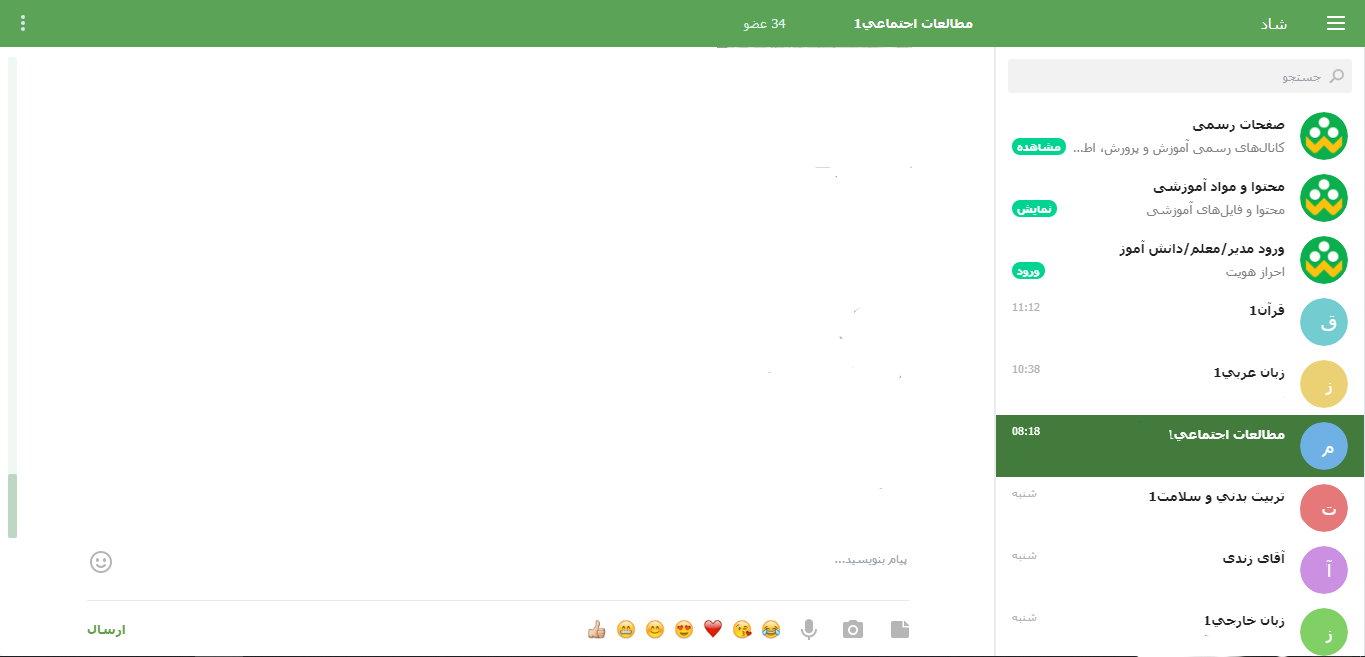 شاد
مطالعات اجتماعي1
34 عضو
جستجو
صفحات رسمی
کانال‌های رسمی آموزش و پرورش، اط...
مشاهده
محتوا و مواد آموزشی
محتوا و فایل‌های آموزشی
نمایش
ورود مدیر/معلم/دانش آموز
احراز هویت
ورود
ق
قرآن1
11:12
ز
زبان عربي1
10:38
م
مطالعات اجتماعي1
08:18
ت
تربيت بدني و سلامت1
شنبه
آ
آقای زندی
شنبه
ز
زبان خارجي1
شنبه
پیام بنویسید...
ارسال